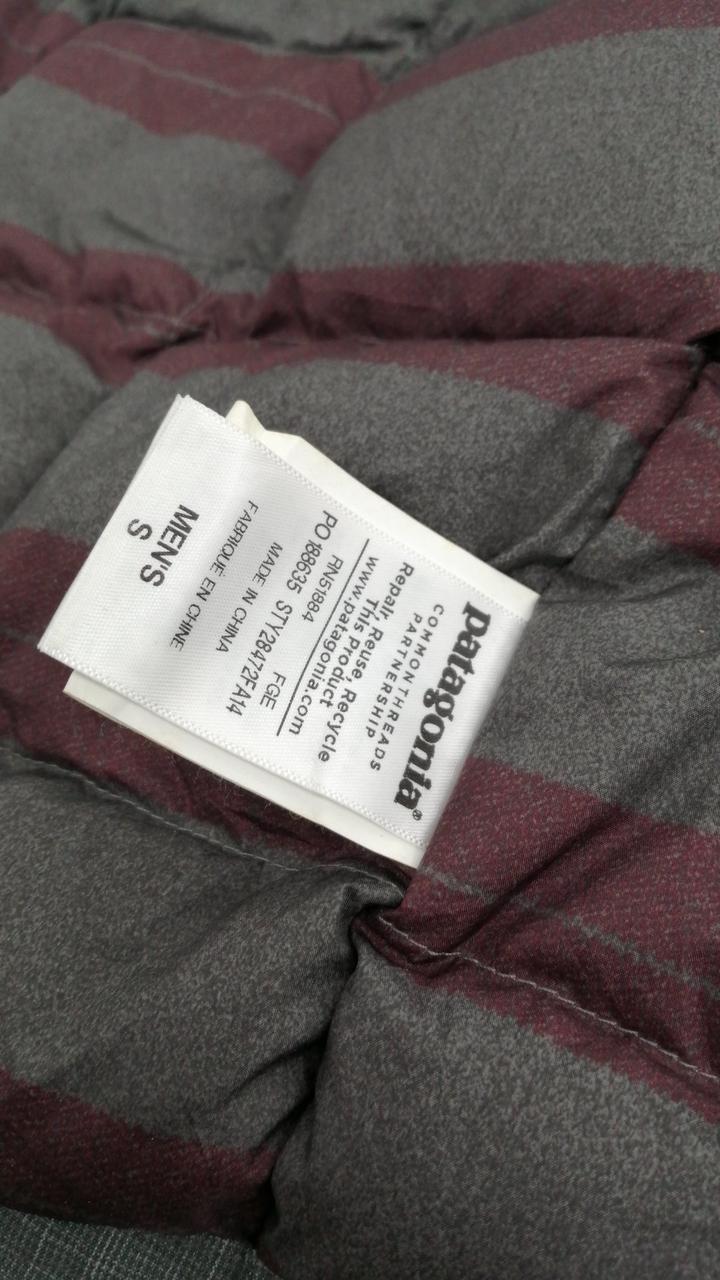 patagonia®
COMMON THREADS
PARTNERSHIP
Repair, Reuse, Recycle
This Product
www.patagonia.com
RN51884 FGE
PO 188635 STY28472FA14
MADE IN CHINA
FABRIQUÉ EN CHINE
MEN'S
S